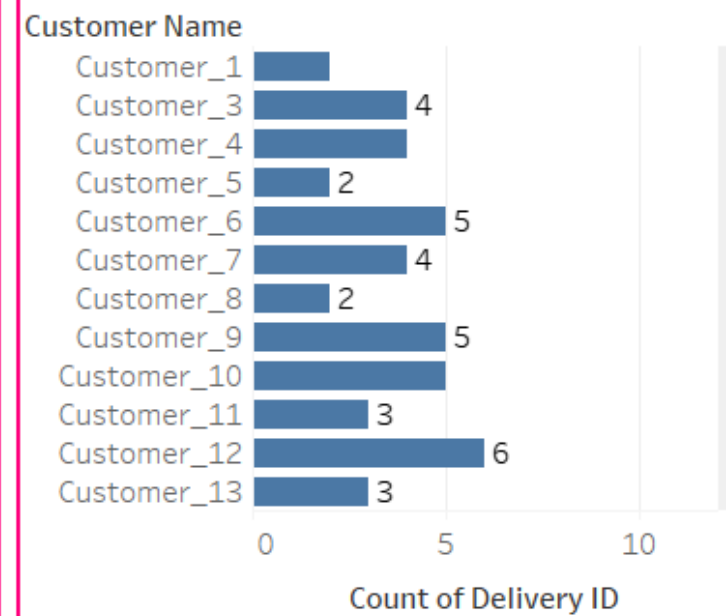 Customer Name
Customer_1
Customer_3 4
Customer_4
Customer_5 2
Customer_6 5
Customer_7 4
Customer_8 2
Customer_9 5
Customer_10
Customer_11 3
Customer_12 6
Customer_13 3
0 5 10
Count of Delivery ID